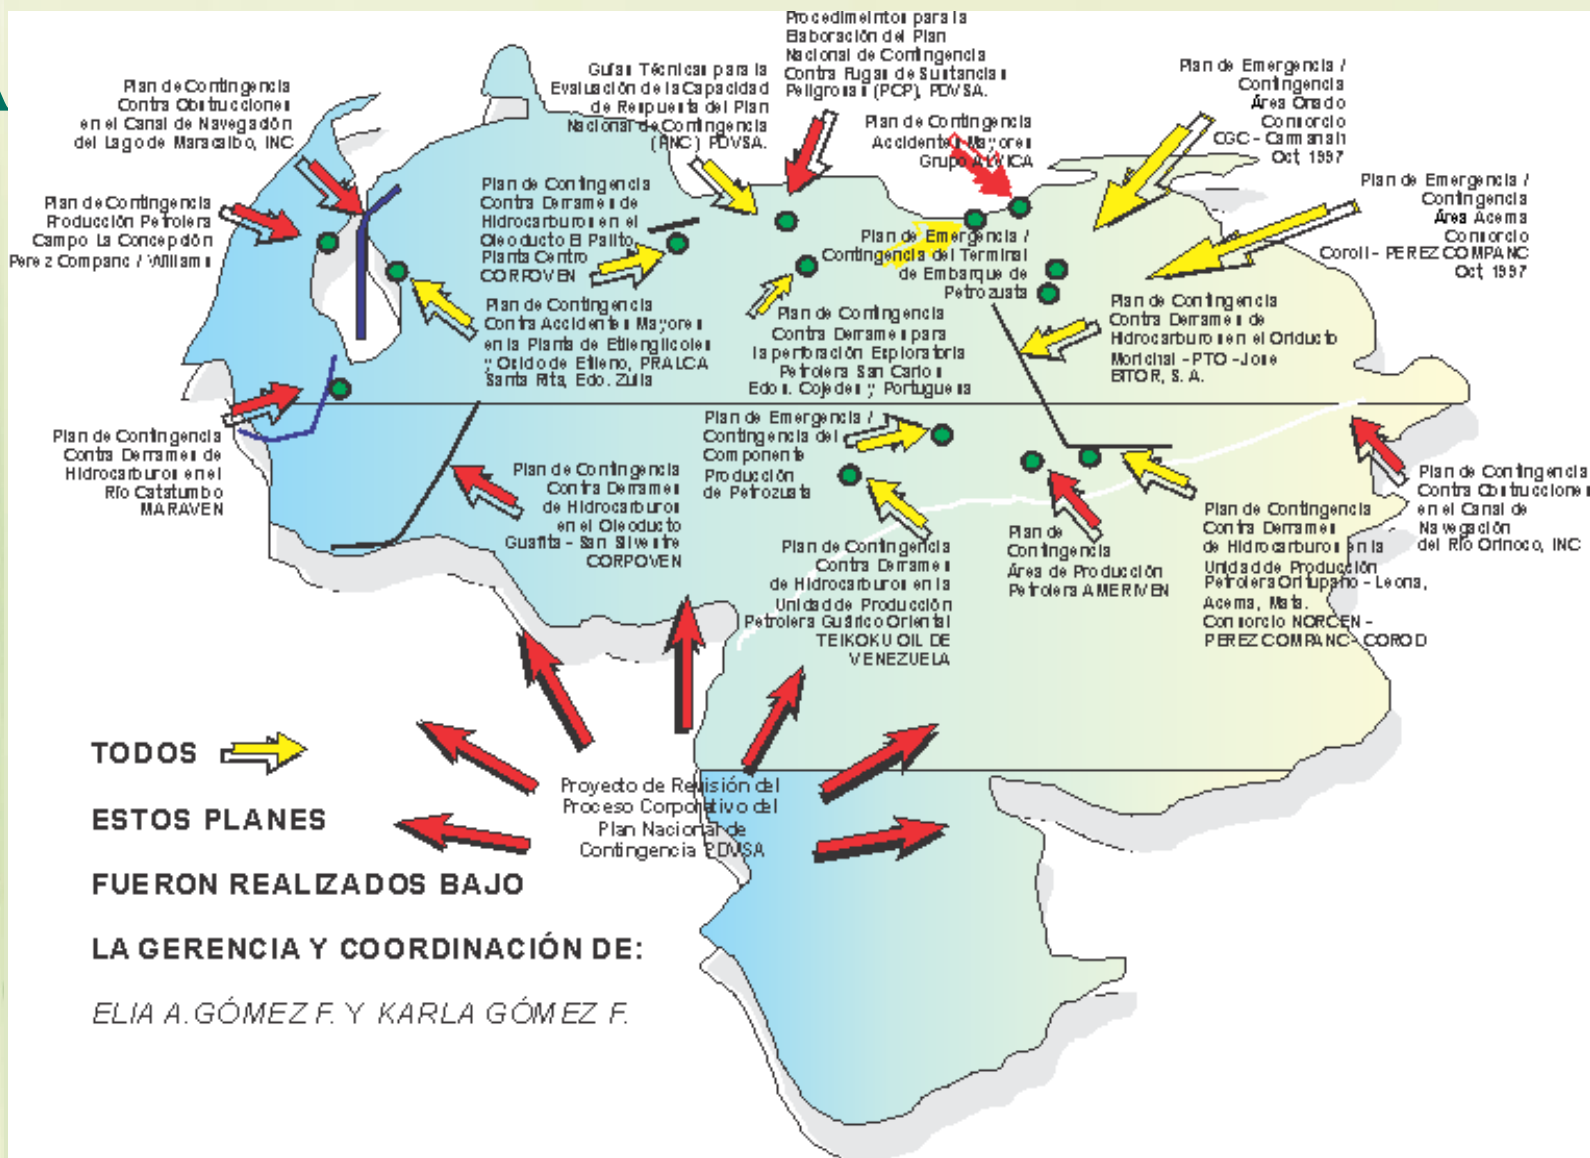 Plan de Contingencia
Contra Obstrucciones
en el Canal de Navegación
del Lago de Maracaibo, INC
Guías Técnicas para la
Evaluación de la Capacidad
de Respuesta del Plan
Nacional de Contingencia
(PNC) PDVSA.
Procedimeintos para la
Elaboración del Plan
Nacional de Contingencia
Contra Fugas de Sustancias
Peligrosas (PCP), PDVSA.
Plan de Contingencia
Accidentes Mayores
Grupo
Plan de Emergencia /
Contingencia
Área Onado
Consorcio
CGC - Carmanah
Oct, 1997
Plan de Emergencia /
Contingencia
Área Acema
Consorcio
Coroil - PEREZ COMPANC
Oct, 1997
Plan de Contingencia
Producción Petrolera
Campo La Concepción
Perez Companc / Williams
Plan de Contingencia
Contra Derrames de
Hidrocarburos en el
Oleoducto El Palito
Planta Centro
CORPOVEN
Plan de Emergencia /
Contingencia del Terminal
de Embarque de
Petrozuata
Plan de Contingencia
Contra Accidentes Mayores
en la Planta de Etilenglicoles
y Oxido de Etileno, PRALCA
Santa Rita, Edo. Zulia
Plan de Contingencia
Contra Derrames para
la perforación Exploratoria
Petrolera San Carlos
Edos. Cojedes y Portuguesa
Plan de Contingencia
Contra Derrames de
Hidrocarburos en el Oriducto
Morichal - PTO - Jose
BITOR, S. A.
Plan de Contingencia
Contra Derrames de
Hidrocarburos en el
Río Catatumbo
MARAVEN
Plan de Contingencia
Contra Derrames
de Hidrocarburos
en el Oleoducto
Guafita - San Silvestre
CORPOVEN
Plan de Emergencia /
Contingencia del
Componente
Producción
de Petrozuata
Plan de Contingencia
Contra Derrames
de Hidrocarburos en la
Unidad de Producción
Petrolera Guárico Oriental
TEIKOKU OIL DE
VENEZUELA
Plan de
Contingencia
Área de Producción
Petrolera AMERIVEN
Plan de Contingencia
Contra Derrames
de Hidrocarburos en la
Unidad de Producción
Petrolera Oritupano - Leona,
Acema, Mata.
Consorcio NORCEN -
PEREZ COMPANC - COROD
Plan de Contingencia
Contra Obstrucciones
en el Canal de
Navegación
del Río Orinoco, INC
Proyecto de Revisión del
Proceso Corporativo del
Plan Nacional de
Contingencia PDVSA
TODOS
ESTOS PLANES
FUERON REALIZADOS BAJO
LA GERENCIA Y COORDINACIÓN DE:
ELIA A. GÓMEZ F. Y KARLA GÓMEZ F.